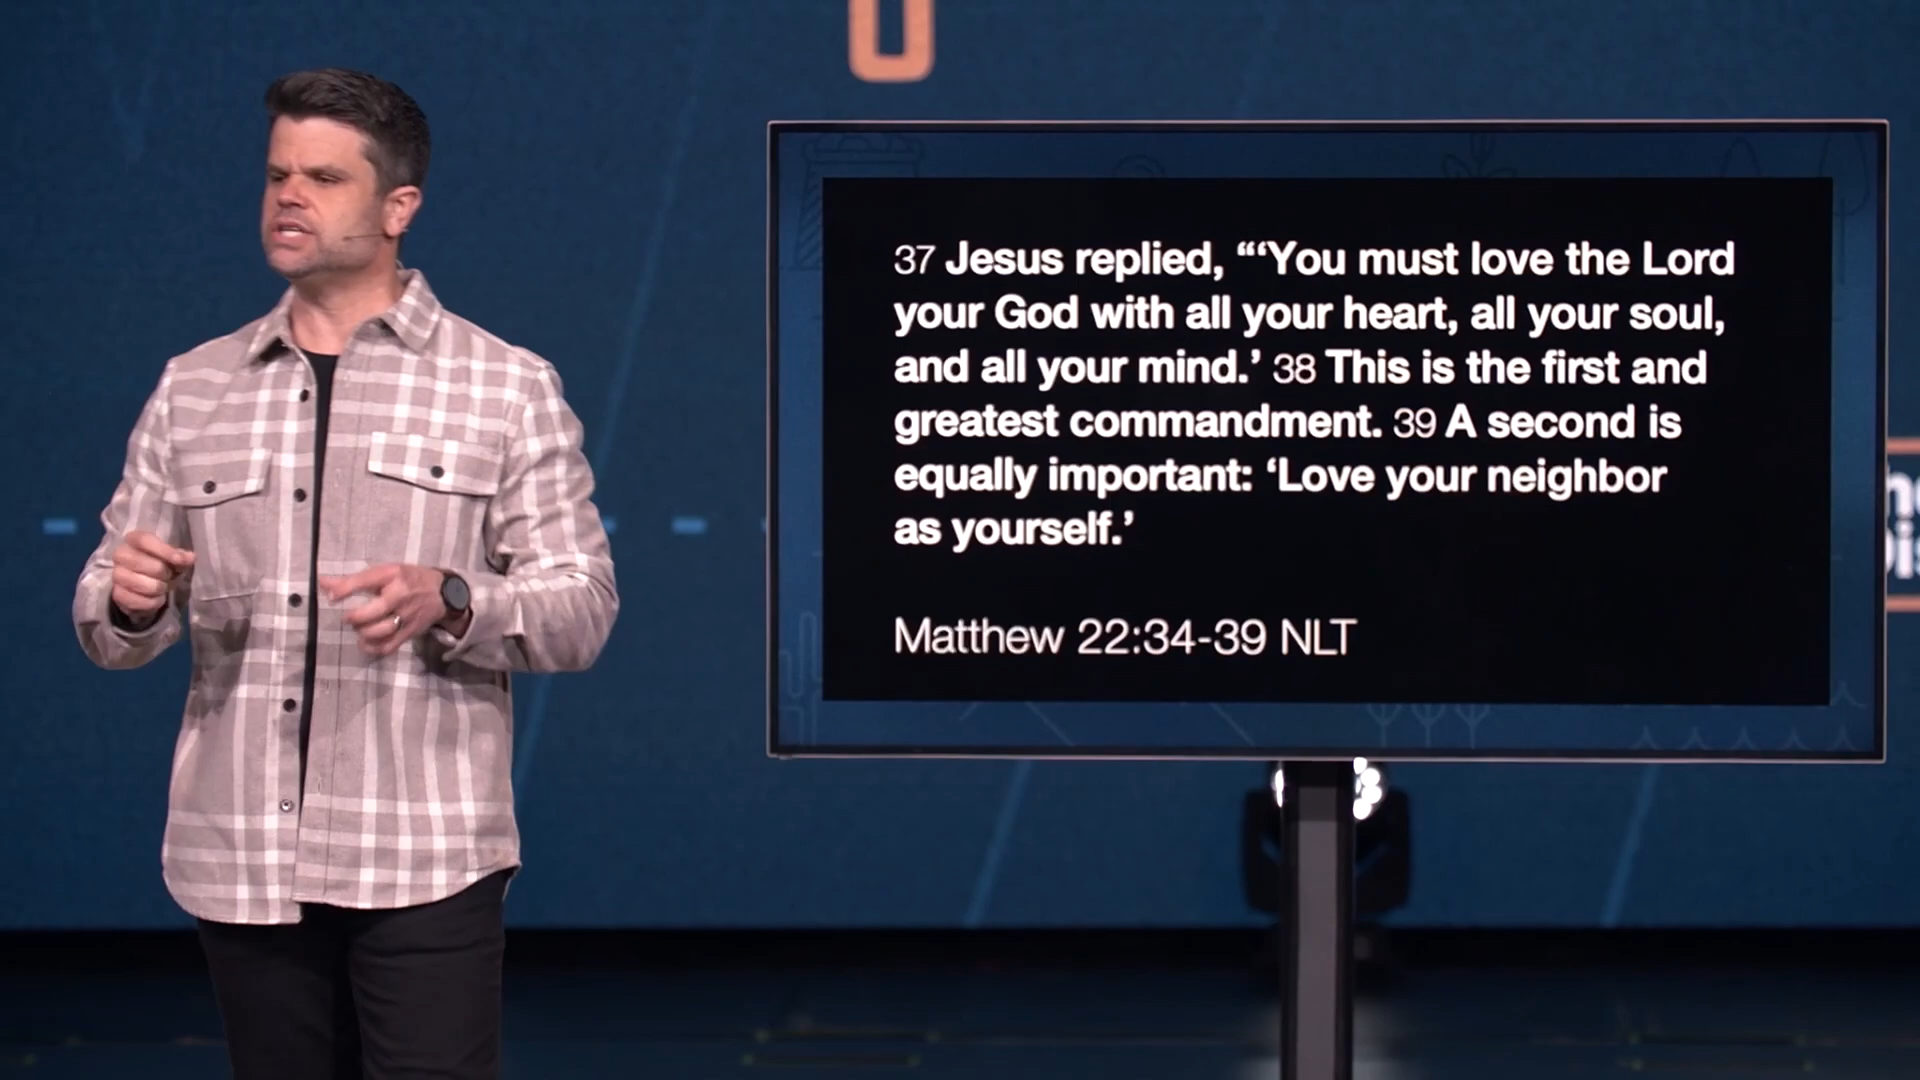 37 Jesus replied, “‘You must love the Lord
your God with all your heart, all your soul,
and all your mind.’ 38 This is the first and
greatest commandment. 39 A second is
equally important: ‘Love your neighbor
as yourself.’
Matthew 22:34-39 NLT